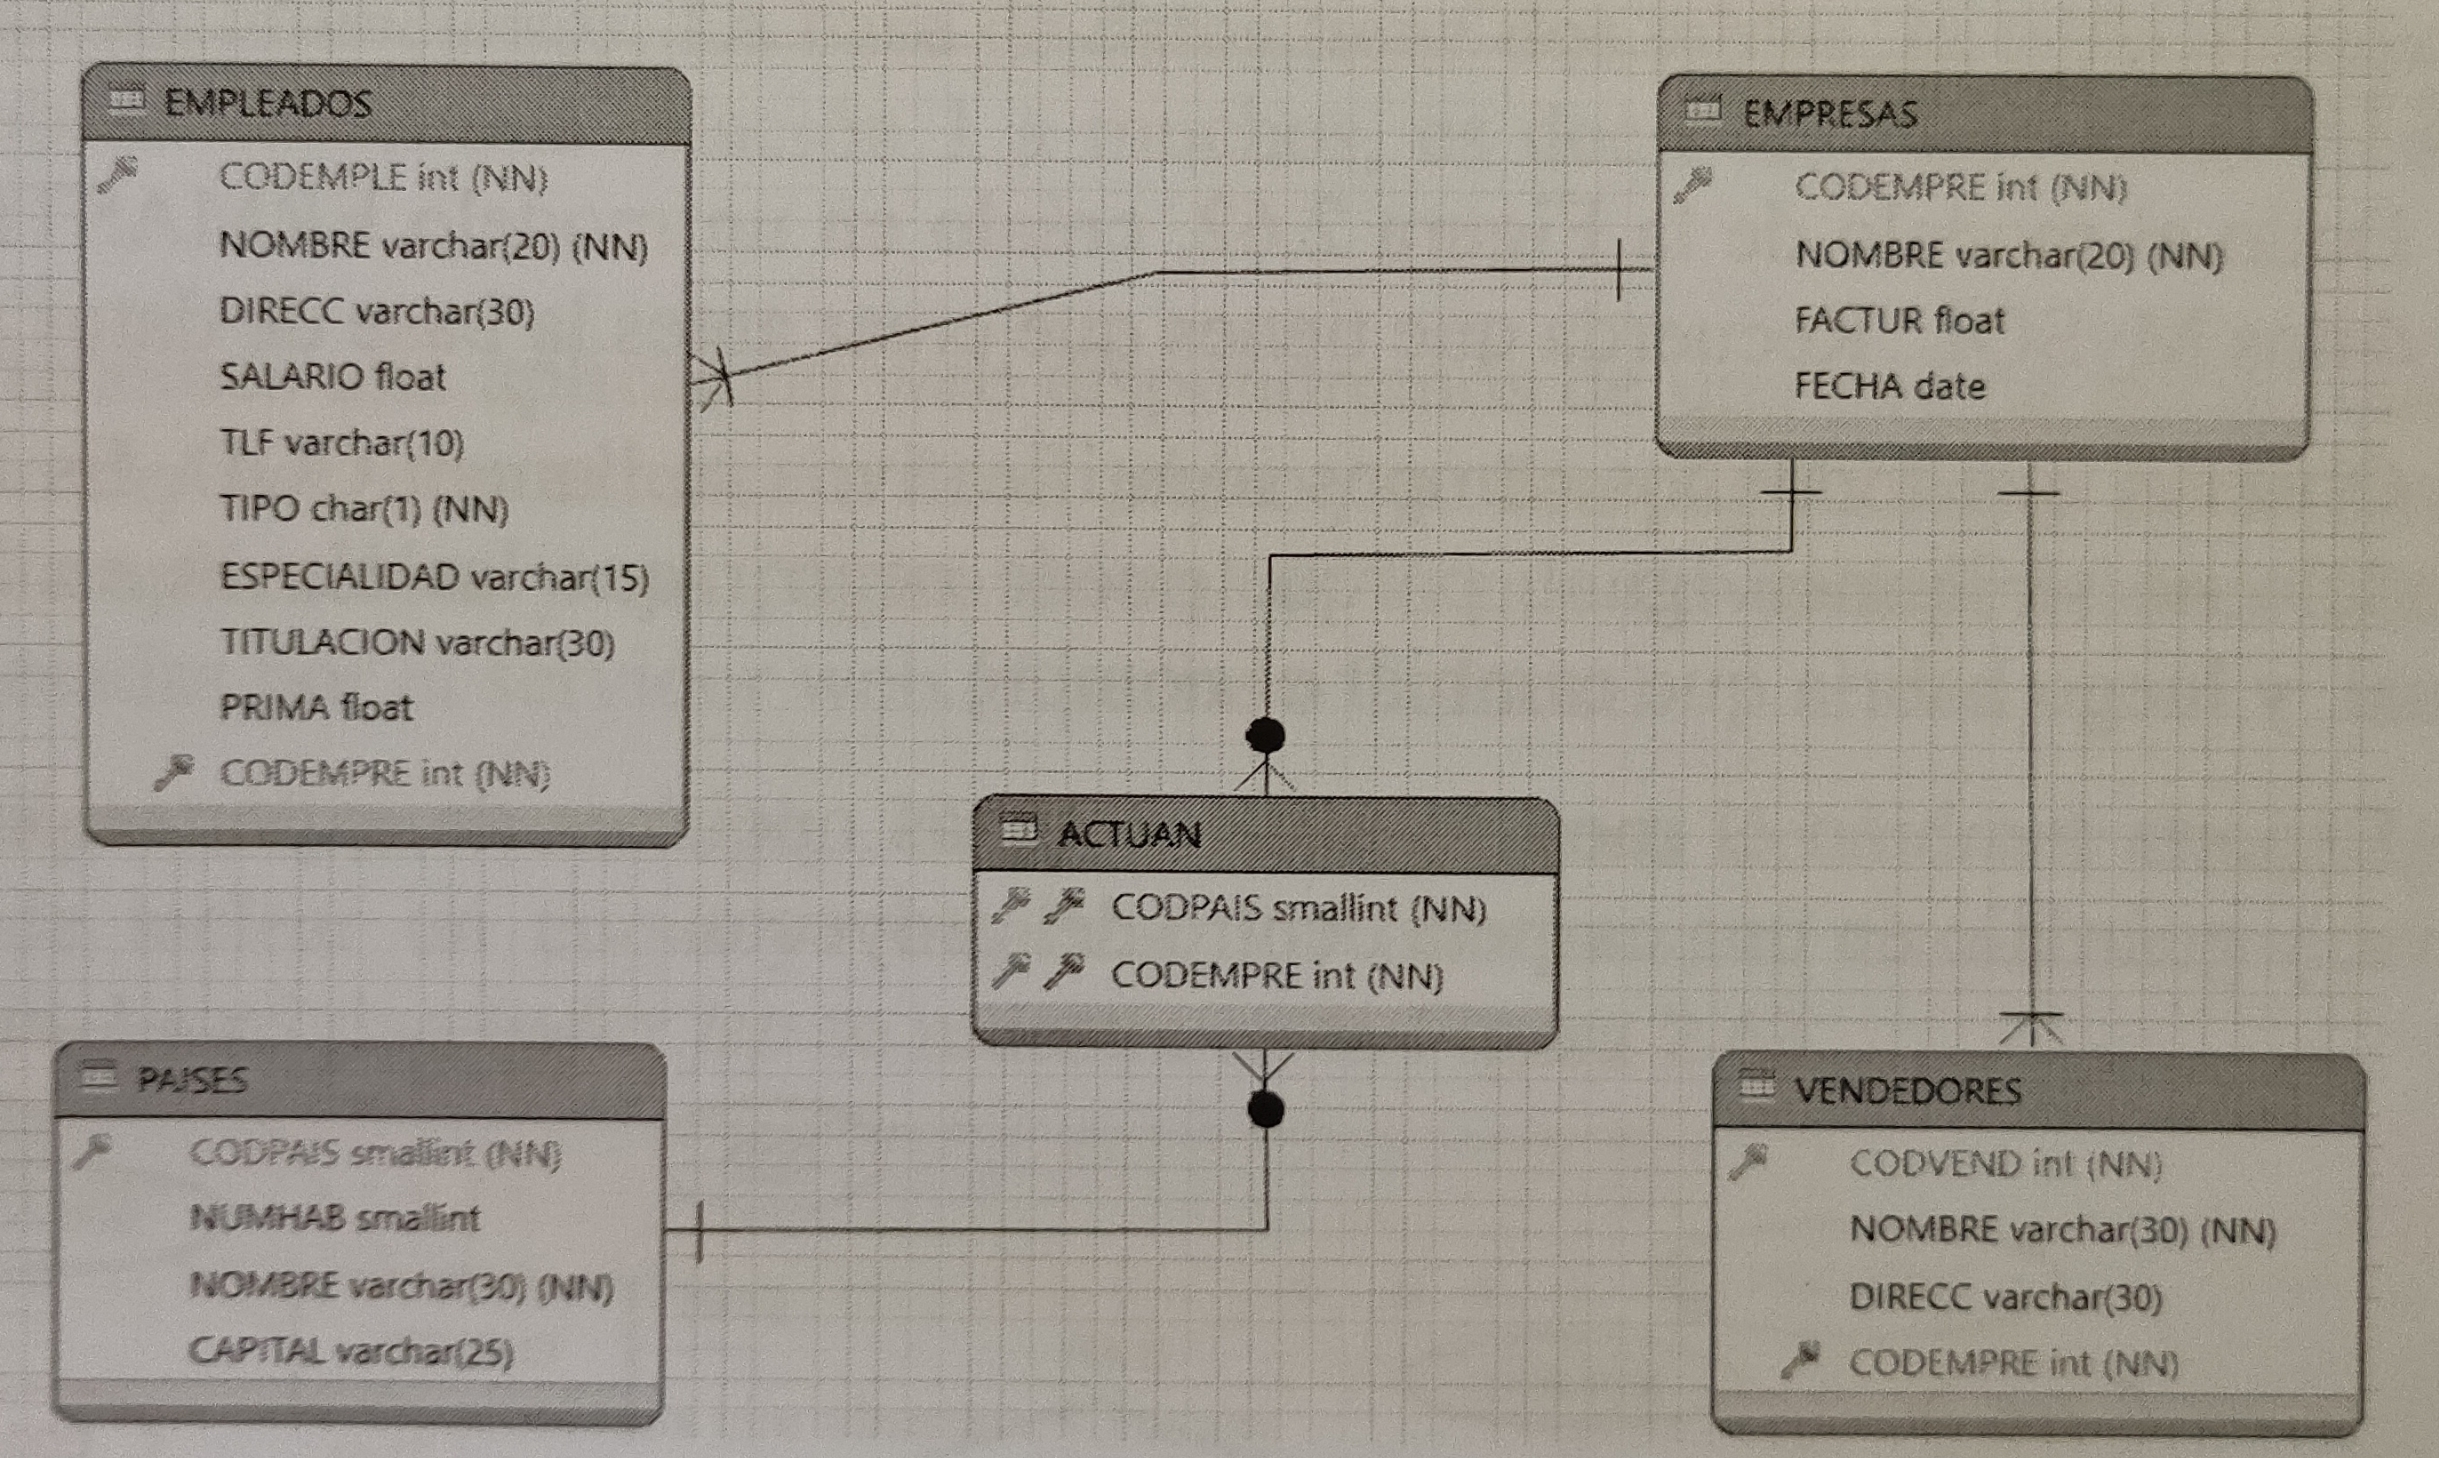 EMPLEADOS
CODEMPLE int (NN)
NOMBRE varchar(20) (NN)
DIRECC varchar(30)
SALARIO float
TLF varchar(10)
TIPO char(1) (NN)
ESPECIALIDAD varchar(15)
TITULACION varchar(30)
PRIMA float
CODEMPRE int (NN)
EMPRESAS
CODEMPRE int (NN)
NOMBRE varchar(20) (NN)
FACTUR float
FECHA date
ACTUAN
CODPAIS smallint (NN)
CODEMPRE int (NN)
PAISES
CODPAIS smallint (NN)
NUMHAB smallint
NOMBRE varchar(30) (NN)
CAPITAL varchar(25)
VENDEDORES
CODVEND int (NN)
NOMBRE varchar(30) (NN)
DIRECC varchar(30)
CODEMPRE int (NN)